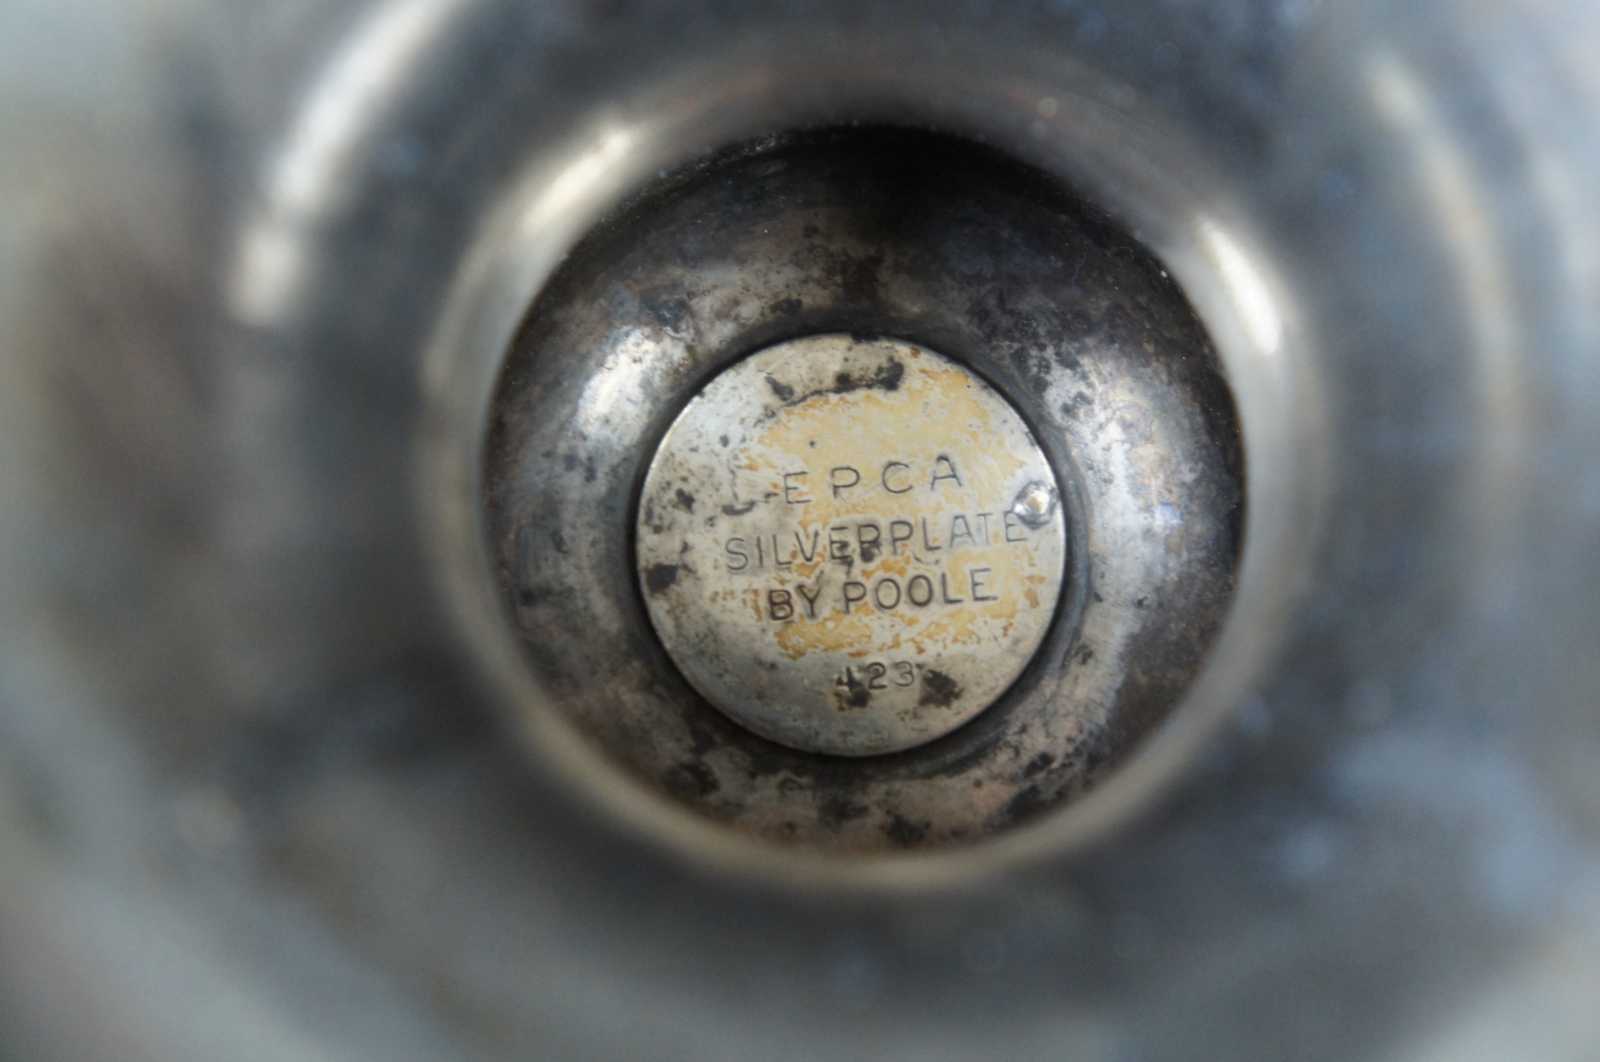 EPCA
SILVERPLATE
BY POOLE
423